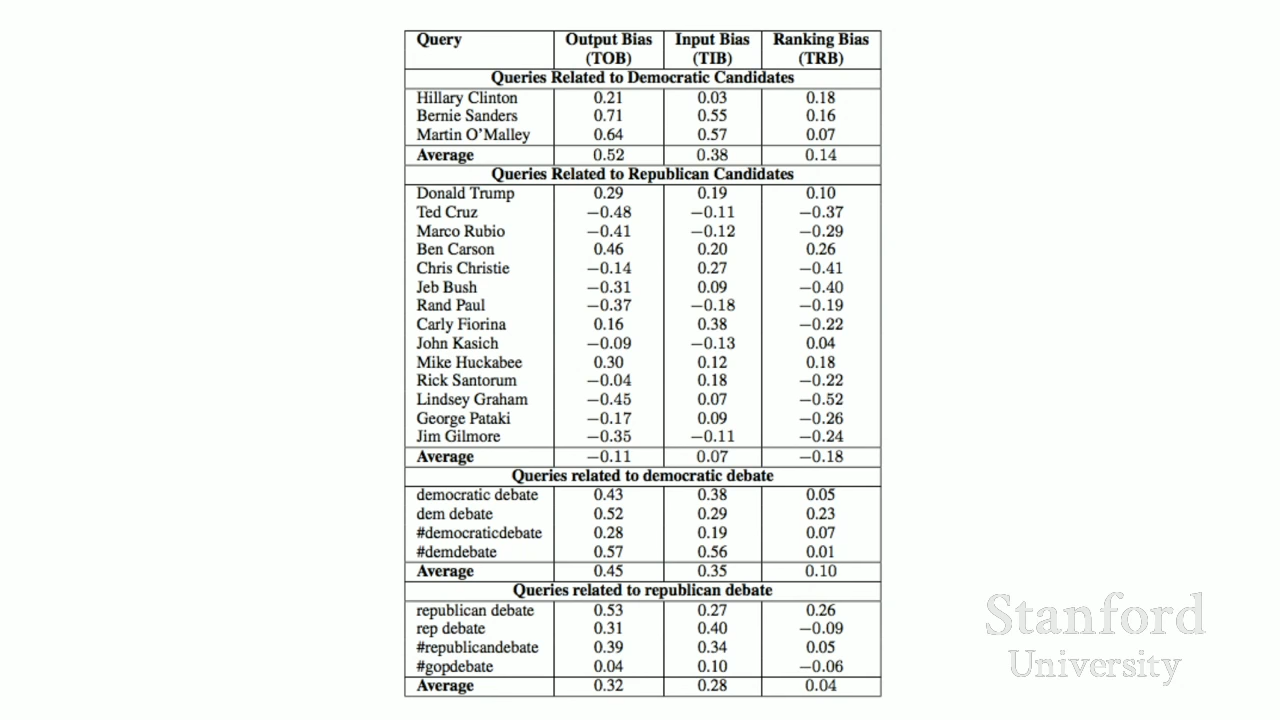 Query Output Bias Input Bias Ranking Bias
(TOB) (TIB) (TRB)
Queries Related to Democratic Candidates
Hillary Clinton 0.21 0.03 0.18
Bernie Sanders 0.71 0.55 0.16
Martin O’Malley 0.64 0.57 0.07
Average 0.52 0.38 0.14
Queries Related to Republican Candidates
Donald Trump 0.29 0.19 0.10
Ted Cruz −0.48 −0.11 −0.37
Marco Rubio −0.41 −0.12 −0.29
Ben Carson 0.46 0.20 0.26
Chris Christie −0.14 0.27 −0.41
Jeb Bush −0.31 0.09 −0.40
Rand Paul −0.37 −0.18 −0.19
Carly Fiorina 0.16 0.38 −0.22
John Kasich −0.09 −0.13 0.04
Mike Huckabee 0.30 0.12 0.18
Rick Santorum −0.04 0.18 −0.22
Lindsey Graham −0.45 0.07 −0.52
George Pataki −0.17 0.09 −0.26
Jim Gilmore −0.35 −0.11 −0.24
Average −0.11 0.07 −0.18
Queries related to democratic debate
democratic debate 0.43 0.38 0.05
dem debate 0.52 0.29 0.23
#democraticdebate 0.28 0.19 0.07
#demdebate 0.57 0.56 0.01
Average 0.45 0.35 0.10
Queries related to republican debate
republican debate 0.53 0.27 0.26
rep debate 0.31 0.40 −0.09
#republicandebate 0.39 0.34 0.05
#gopdebate 0.04 0.10 −0.06
Average 0.32 0.28 0.04
Stanford
University